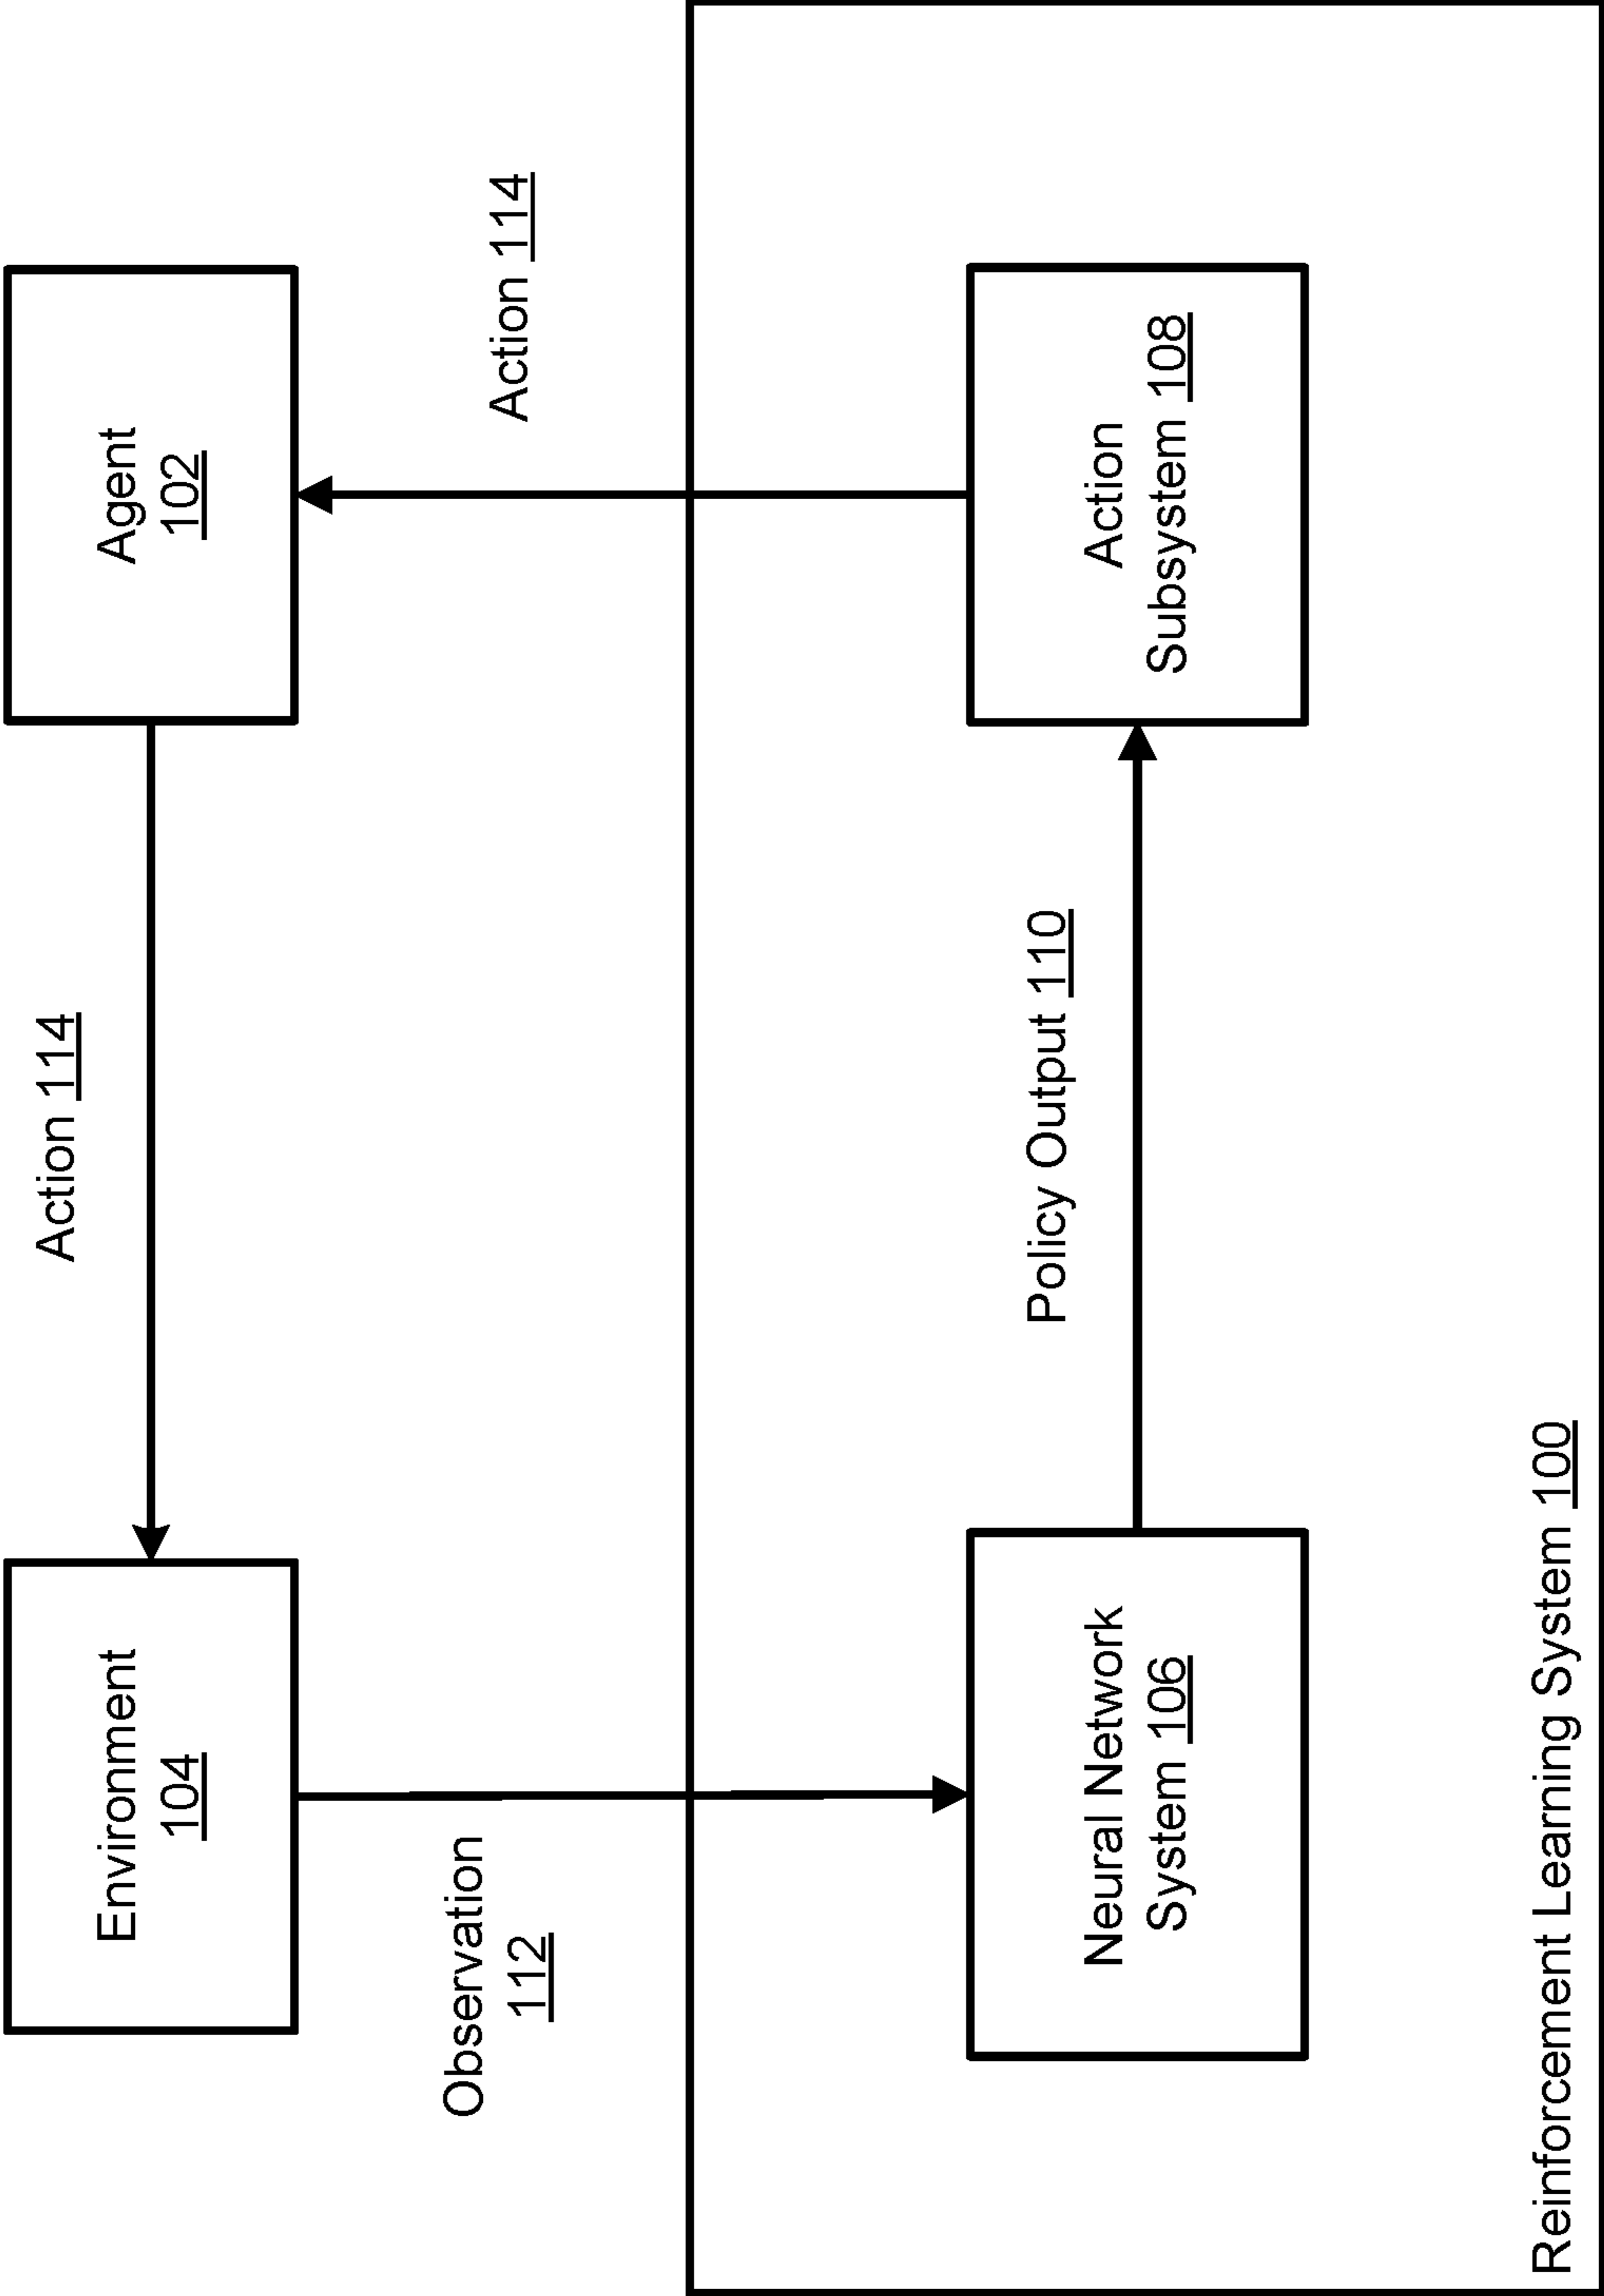 Environment
104
Action 114
Agent
102
Observation
112
Action 114
Policy Output 110
Neural Network
System 106
Action
Subsystem 108
Reinforcement Learning System 100